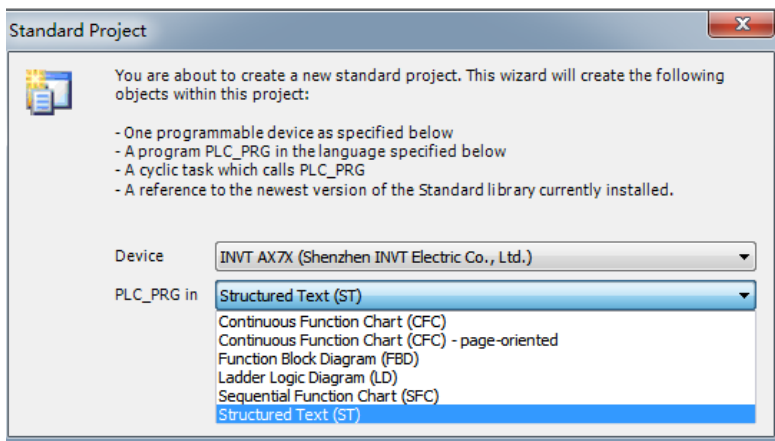 Standard Project
You are about to create a new standard project. This wizard will create the following
objects within this project:
- One programmable device as specified below
- A program PLC_PRG in the language specified below
- A cyclic task which calls PLC_PRG
- A reference to the newest version of the Standard library currently installed.
Device INVT AX7X (Shenzhen INVT Electric Co., Ltd.)
PLC_PRG in Structured Text (ST)
Continuous Function Chart (CFC)
Continuous Function Chart (CFC) - page-oriented
Function Block Diagram (FBD)
Ladder Logic Diagram (LD)
Sequential Function Chart (SFC)
Structured Text (ST)